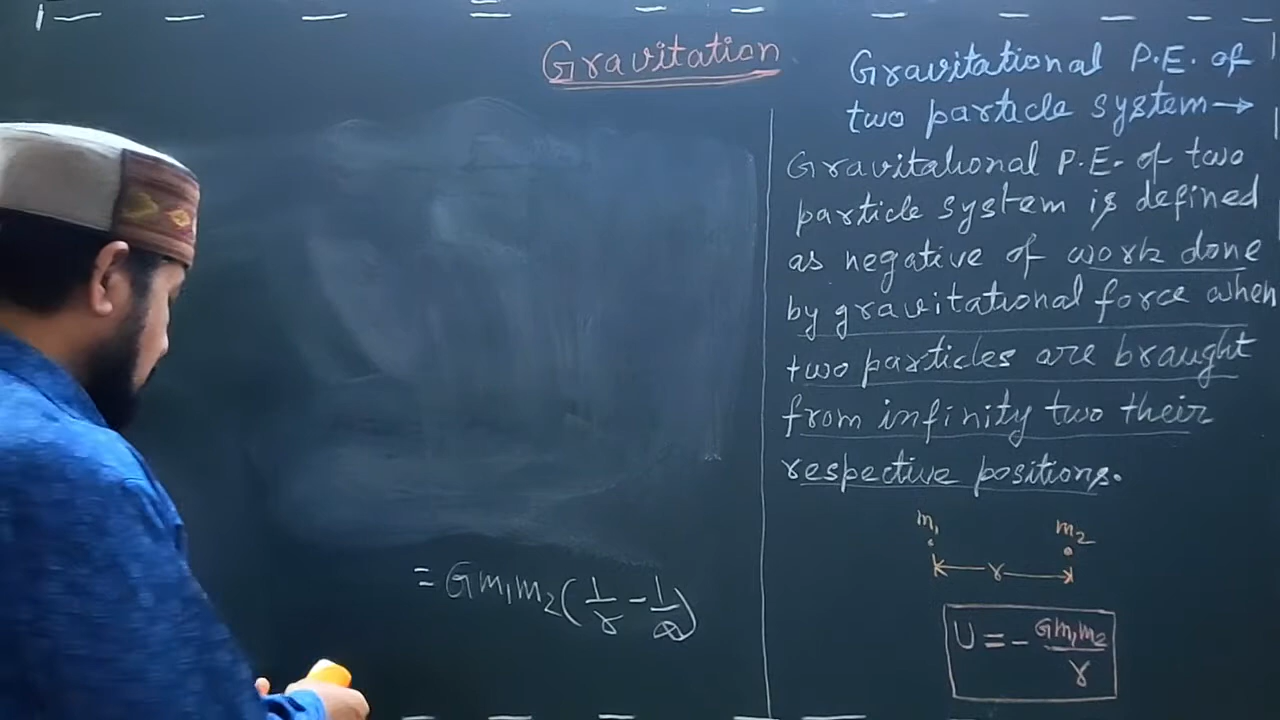 Gravitation
Gravitational P.E. of
two particle system→
Gravitational P.E. of two
particle system is defined
as negative of work done
by gravitational force when
two particles are braught
from infinity two their
respective positions.
m₁ m₂
r
U = - Gm₁m₂/r
= Gm₁m₂(1/r - 1/∞)